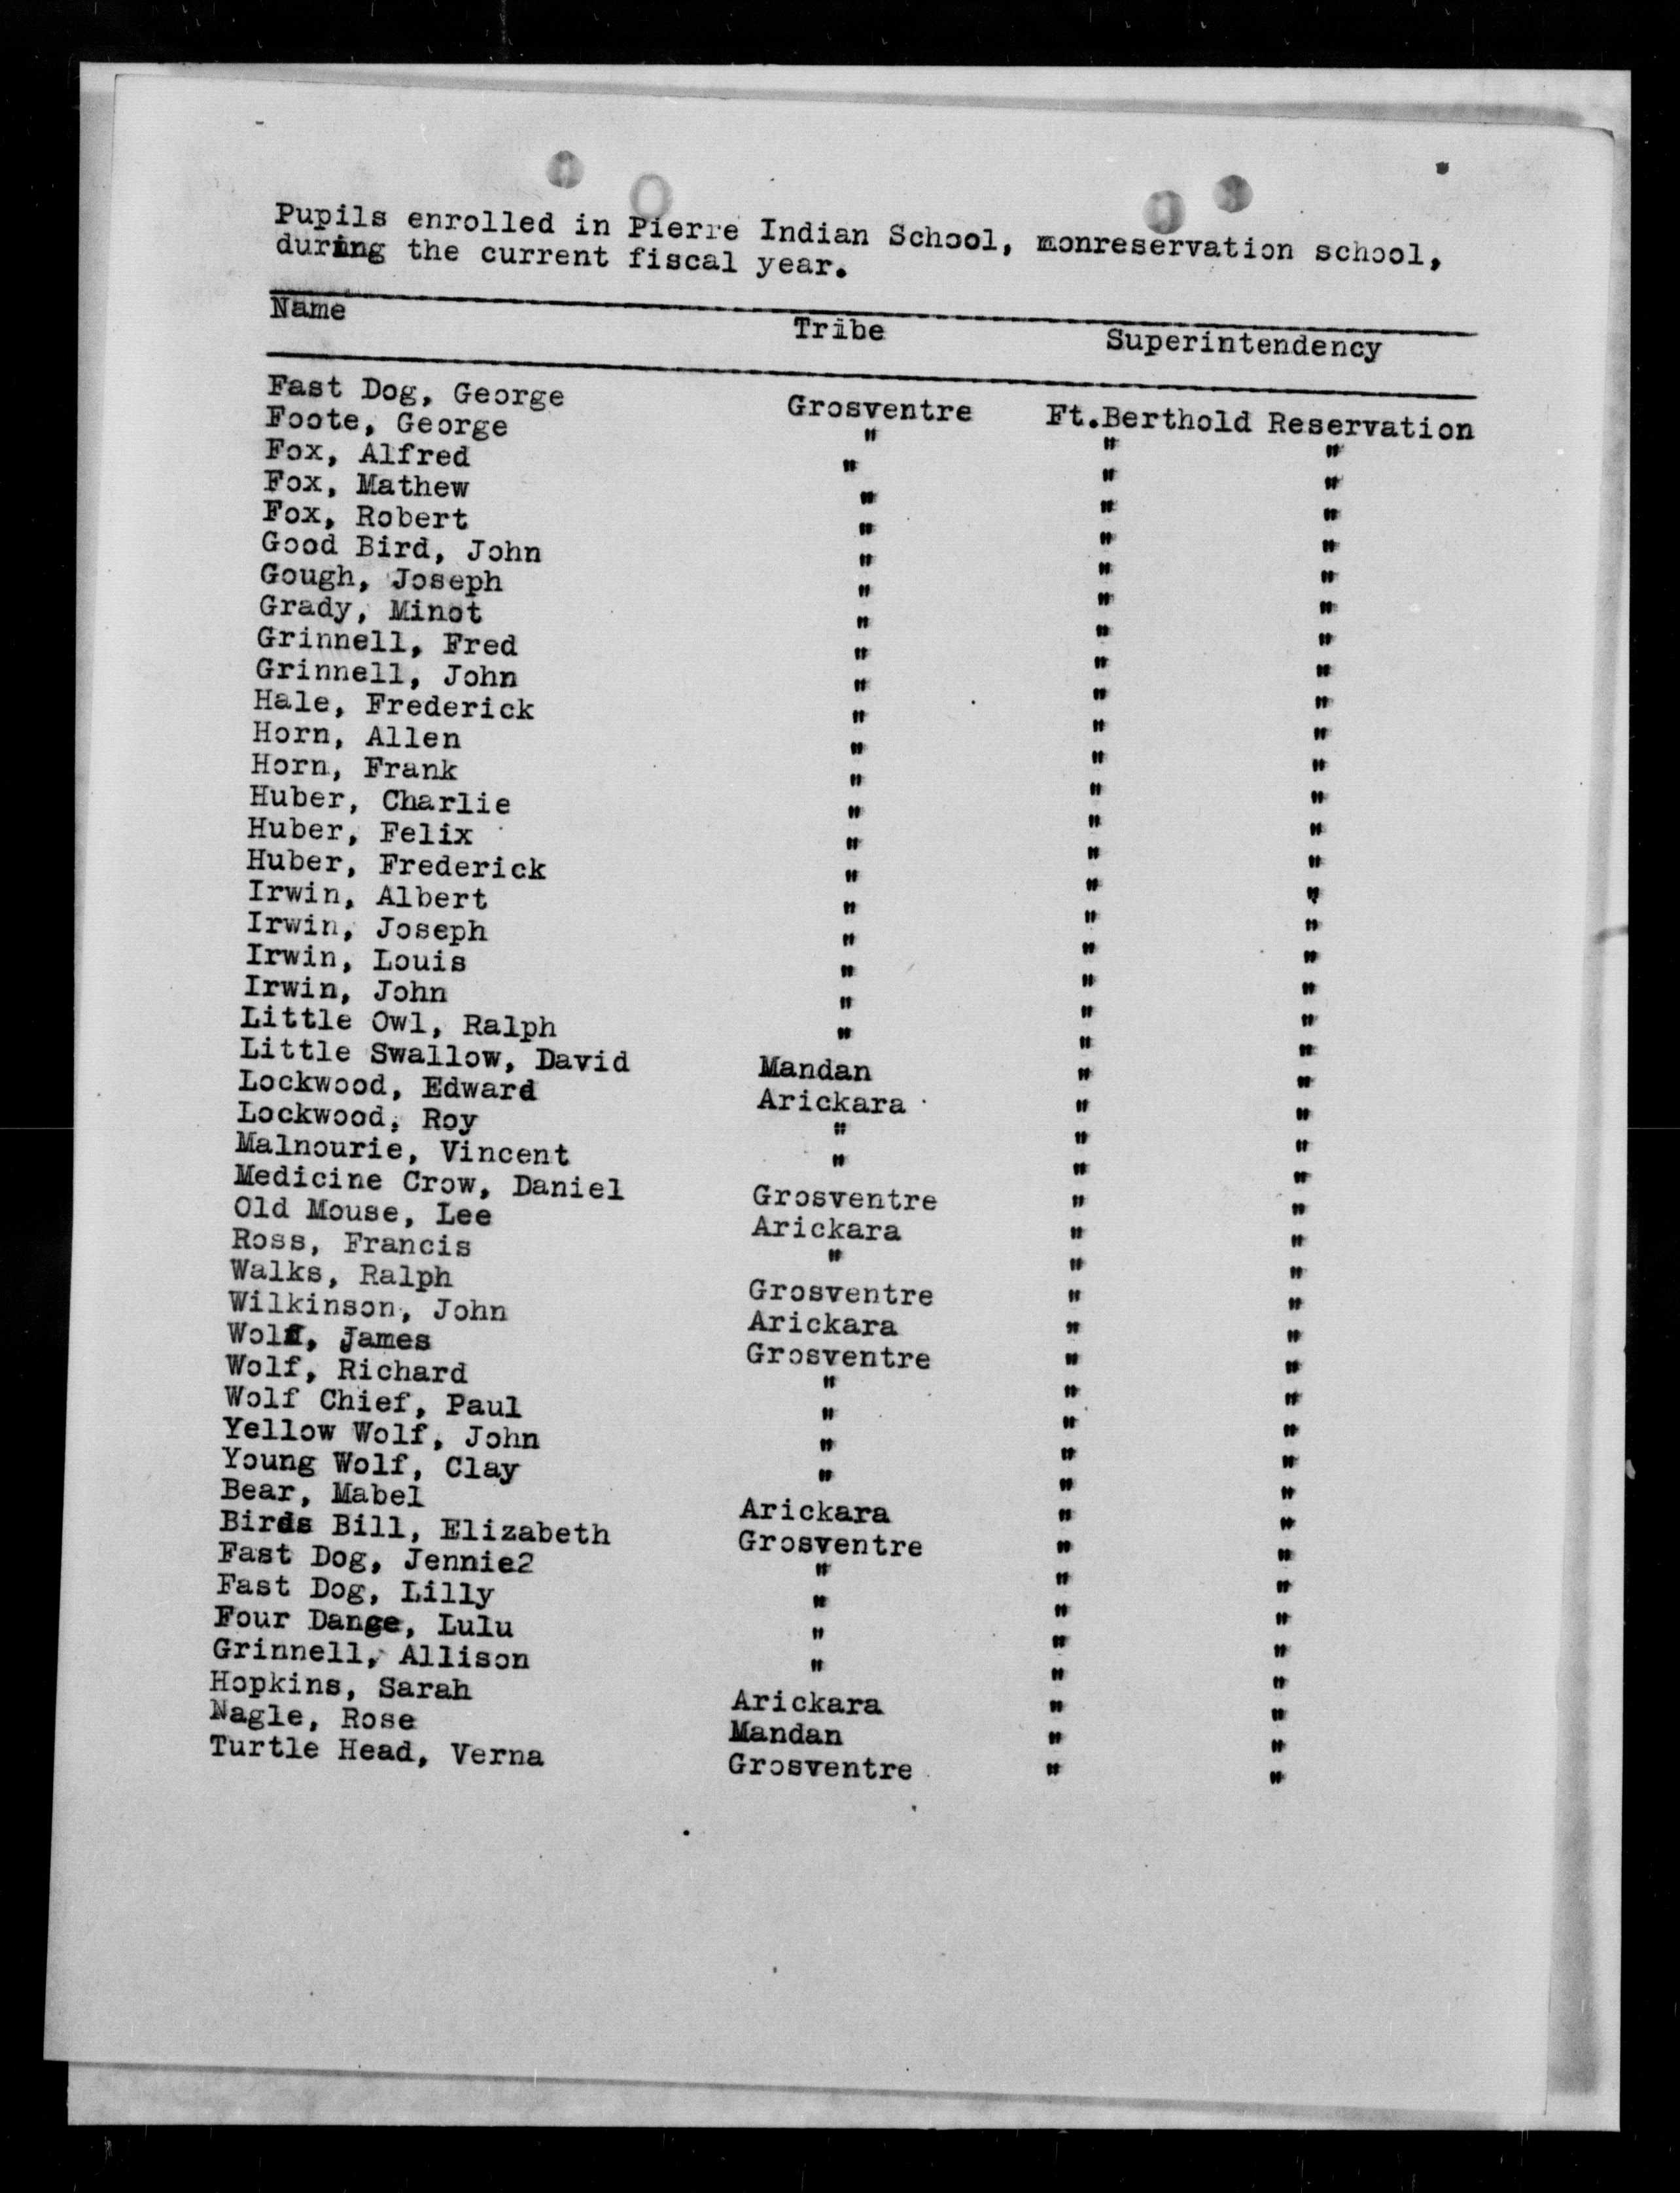 Pupils enrolled in Pierre Indian School, nonreservation school,
during the current fiscal year.
Name Tribe Superintendency
Fast Dog, George Grosventre Ft.Berthold Reservation
Foote, George " " "
Fox, Alfred " " "
Fox, Mathew " " "
Fox, Robert " " "
Good Bird, John " " "
Gough, Joseph " " "
Grady, Minot " " "
Grinnell, Fred " " "
Grinnell, John " " "
Hale, Frederick " " "
Horn, Allen " " "
Horn, Frank " " "
Huber, Charlie " " "
Huber, Felix " " "
Huber, Frederick " " "
Irwin, Albert " " "
Irwin, Joseph " " "
Irwin, Louis " " "
Irwin, John " " "
Little Owl, Ralph " " "
Little Swallow, David Mandan " "
Lockwood, Edward Arickara " "
Lockwood, Roy " " "
Malnourie, Vincent " " "
Medicine Crow, Daniel Grosventre " "
Old Mouse, Lee Arickara " "
Ross, Francis " " "
Walks, Ralph Grosventre " "
Wilkinson, John Arickara " "
Wolf, James Grosventre " "
Wolf, Richard " " "
Wolf Chief, Paul " " "
Yellow Wolf, John " " "
Young Wolf, Clay " " "
Bear, Mabel Arickara " "
Birds Bill, Elizabeth Grosventre " "
Fast Dog, Jennie2 " " "
Fast Dog, Lilly " " "
Four Dance, Lulu " " "
Grinnell, Allison " " "
Hopkins, Sarah Arickara " "
Nagle, Rose Mandan " "
Turtle Head, Verna Grosventre " "